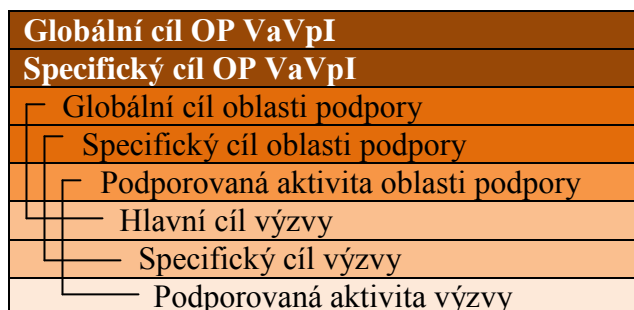 Globální cíl OP VaVpI
Specifický cíl OP VaVpI
Globální cíl oblasti podpory
Specifický cíl oblasti podpory
Podporovaná aktivita oblasti podpory
Hlavní cíl výzvy
Specifický cíl výzvy
Podporovaná aktivita výzvy